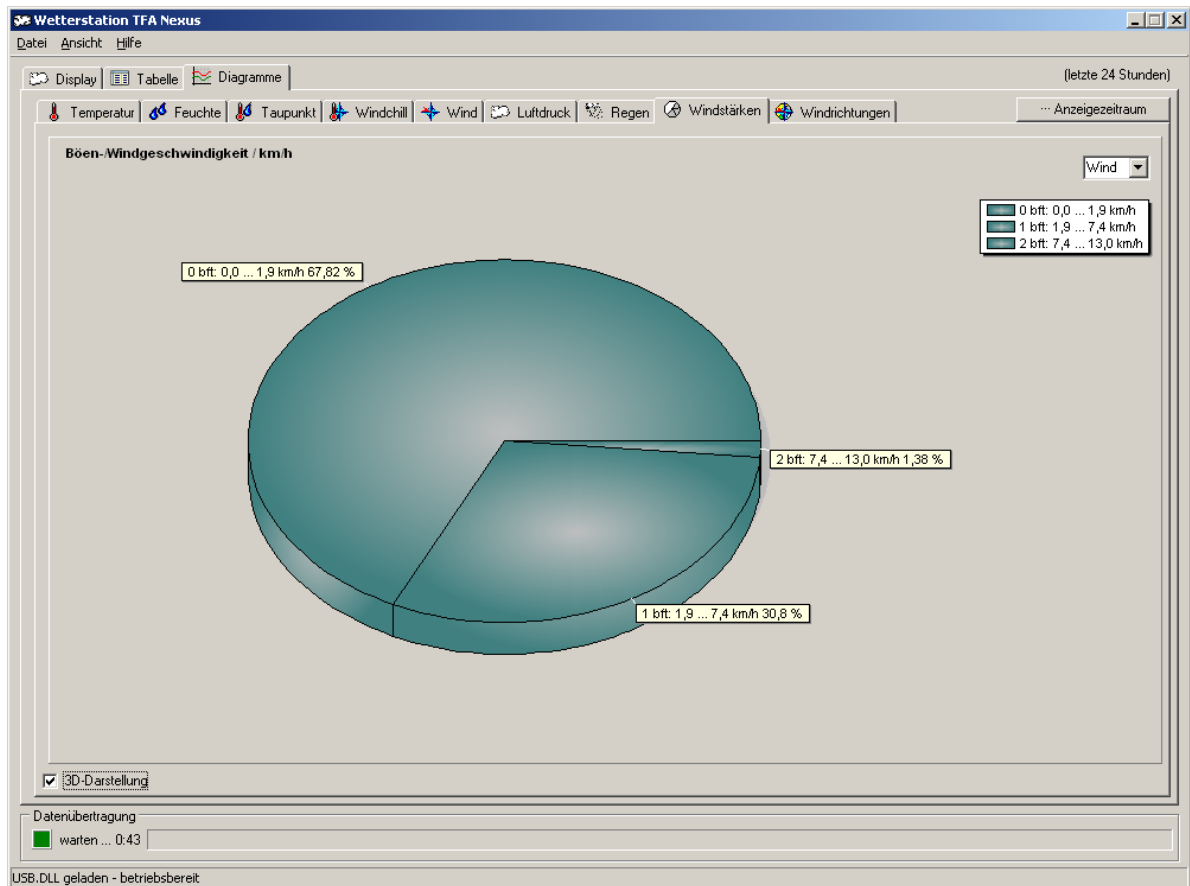 Wetterstation TFA Nexus
Datei Ansicht Hilfe
Display Tabelle Diagramme (letzte 24 Stunden)
Temperatur Feuchte Taupunkt Windchill Wind Luftdruck Regen Windstärken Windrichtungen ... Anzeigezeitraum
Böen-/Windgeschwindigkeit / km/h
Wind
0 bft: 0,0 ... 1,9 km/h
1 bft: 1,9 ... 7,4 km/h
2 bft: 7,4 ... 13,0 km/h
0 bft: 0,0 ... 1,9 km/h 67,82 %
2 bft: 7,4 ... 13,0 km/h 1,38 %
1 bft: 1,9 ... 7,4 km/h 30,8 %
3D-Darstellung
Datenübertragung
warten ... 0:43
USB.DLL geladen - betriebsbereit